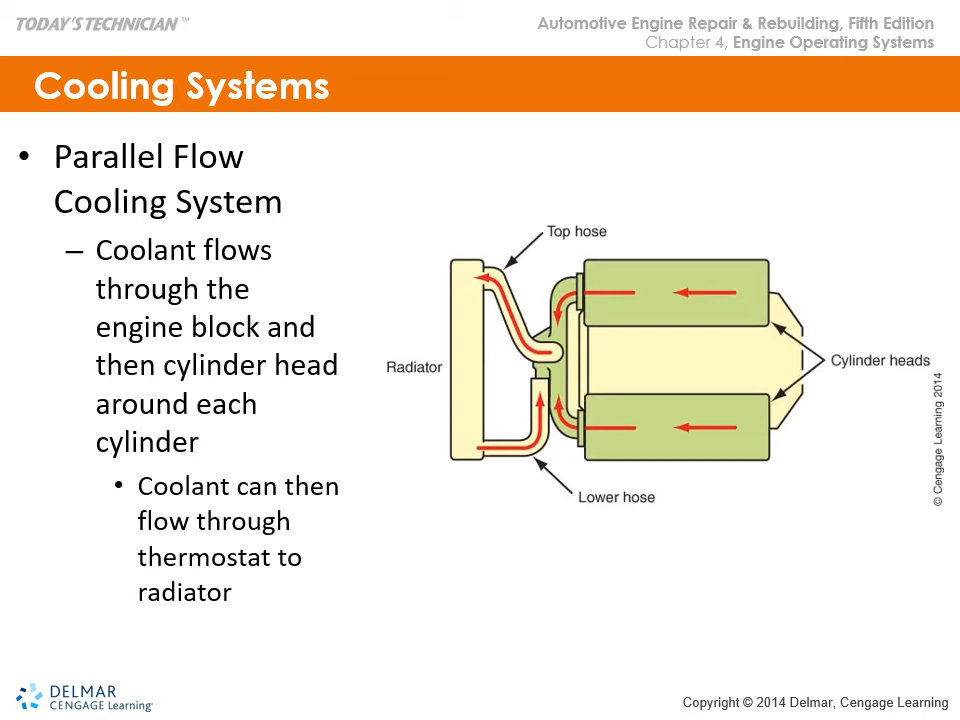 TODAY'S TECHNICIAN ™
Automotive Engine Repair & Rebuilding, Fifth Edition
Chapter 4, Engine Operating Systems
Cooling Systems
• Parallel Flow
Cooling System
– Coolant flows
through the
engine block and
then cylinder head
around each
cylinder
• Coolant can then
flow through
thermostat to
radiator
Top hose
Radiator
Cylinder heads
Lower hose
© Cengage Learning 2014
DELMAR
CENGAGE Learning
Copyright © 2014 Delmar, Cengage Learning